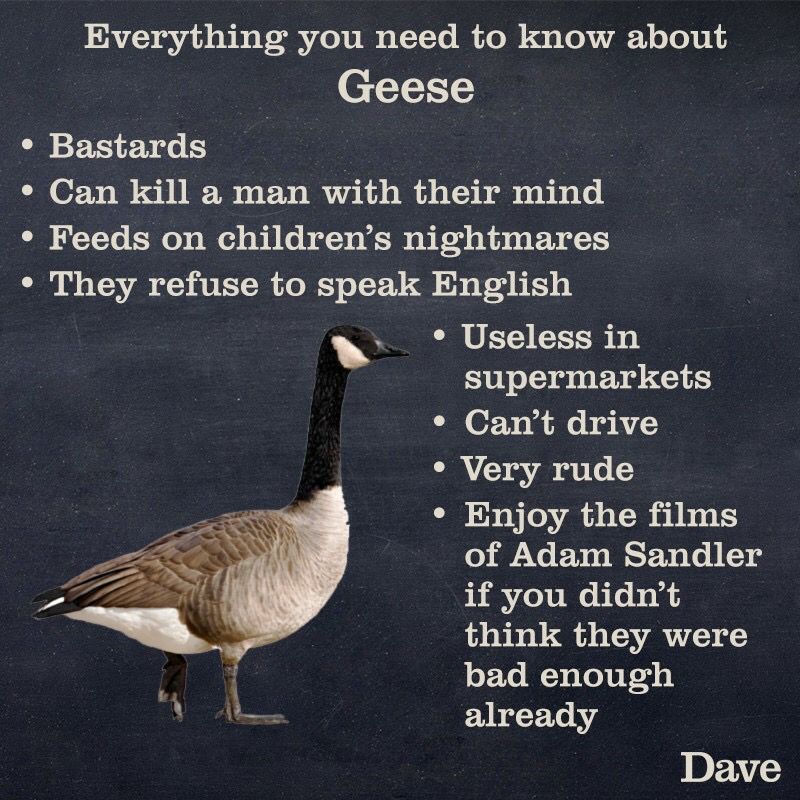 Everything you need to know about
Geese
• Bastards
• Can kill a man with their mind
• Feeds on children’s nightmares
• They refuse to speak English
• Useless in
supermarkets
• Can’t drive
• Very rude
• Enjoy the films
of Adam Sandler
if you didn’t
think they were
bad enough
already
Dave